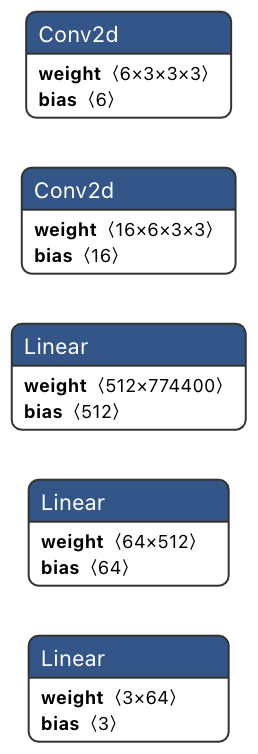 Conv2d
weight 〈6×3×3×3〉
bias 〈6〉
Conv2d
weight 〈16×6×3×3〉
bias 〈16〉
Linear
weight 〈512×774400〉
bias 〈512〉
Linear
weight 〈64×512〉
bias 〈64〉
Linear
weight 〈3×64〉
bias 〈3〉